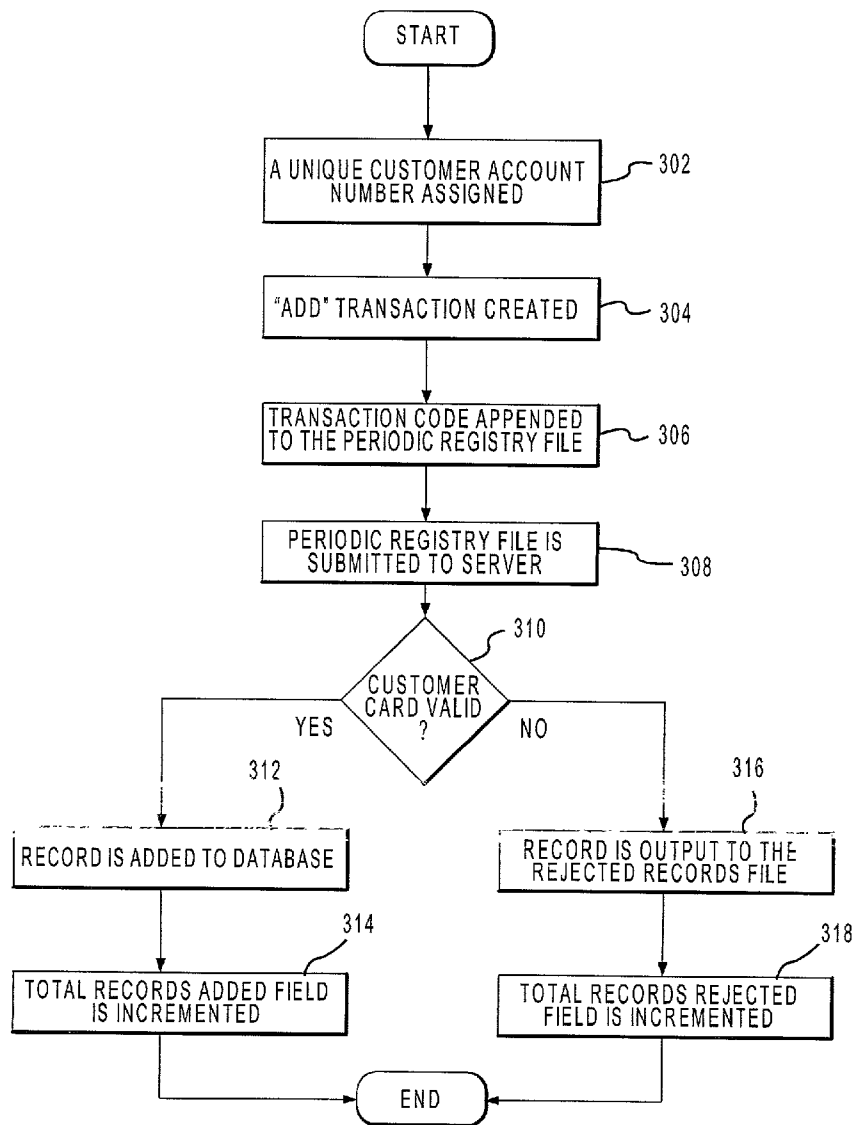 START
A UNIQUE CUSTOMER ACCOUNT
NUMBER ASSIGNED
302
"ADD" TRANSACTION CREATED
304
TRANSACTION CODE APPENDED
TO THE PERIODIC REGISTRY FILE
306
PERIODIC REGISTRY FILE IS
SUBMITTED TO SERVER
308
310
CUSTOMER
CARD VALID
?
YES
NO
312
RECORD IS ADDED TO DATABASE
316
RECORD IS OUTPUT TO THE
REJECTED RECORDS FILE
314
TOTAL RECORDS ADDED FIELD
IS INCREMENTED
318
TOTAL RECORDS REJECTED
FIELD IS INCREMENTED
END